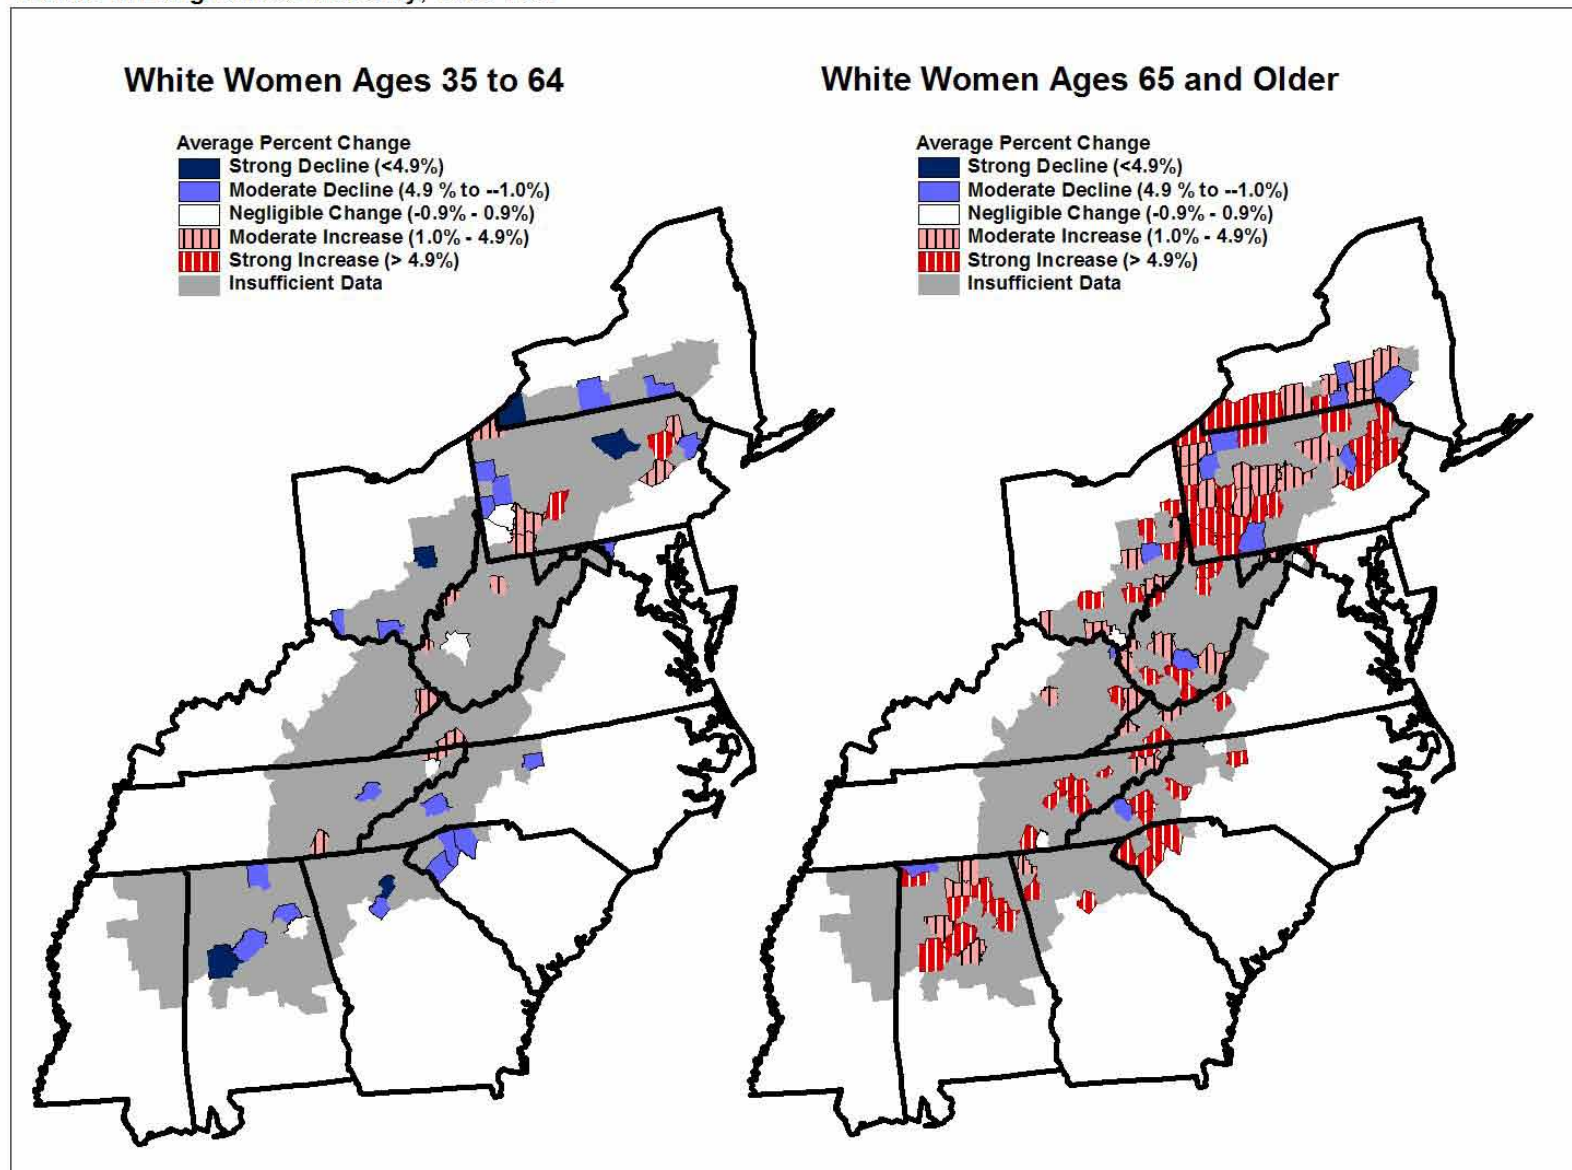 White Women Ages 35 to 64
Average Percent Change
Strong Decline (<4.9%)
Moderate Decline (4.9 % to --1.0%)
Negligible Change (-0.9% - 0.9%)
Moderate Increase (1.0% - 4.9%)
Strong Increase (> 4.9%)
Insufficient Data
White Women Ages 65 and Older
Average Percent Change
Strong Decline (<4.9%)
Moderate Decline (4.9 % to --1.0%)
Negligible Change (-0.9% - 0.9%)
Moderate Increase (1.0% - 4.9%)
Strong Increase (> 4.9%)
Insufficient Data